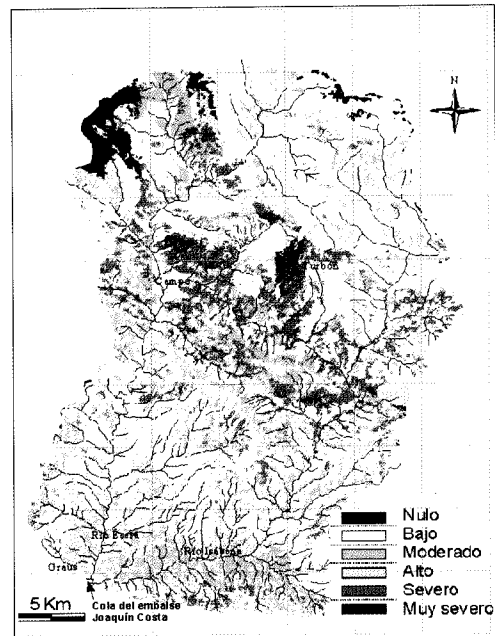 N
Turbón
Campo
Río Esera
Río Isábena
Graus
Nulo
Bajo
Moderado
Alto
Severo
Muy severo
5 Km
Cola del embalse
Joaquín Costa